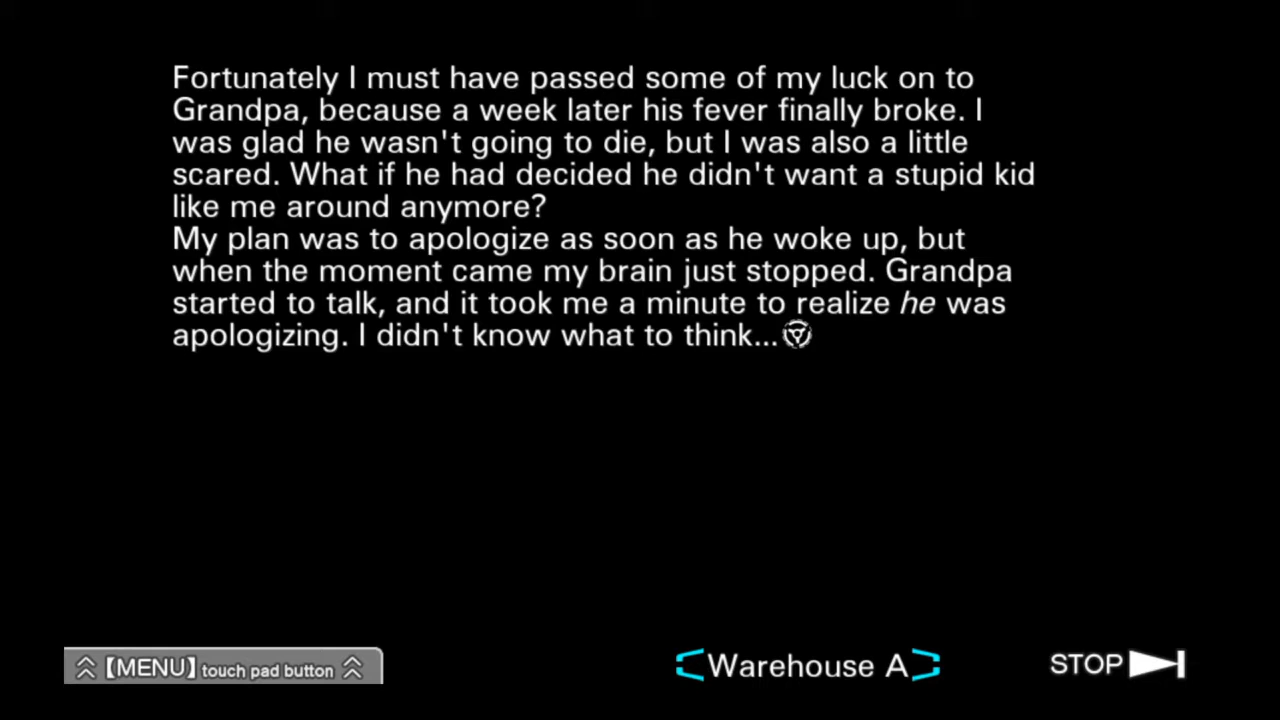 Fortunately I must have passed some of my luck on to
Grandpa, because a week later his fever finally broke. I
was glad he wasn't going to die, but I was also a little
scared. What if he had decided he didn't want a stupid kid
like me around anymore?
My plan was to apologize as soon as he woke up, but
when the moment came my brain just stopped. Grandpa
started to talk, and it took me a minute to realize he was
apologizing. I didn't know what to think...
【MENU】touch pad button
Warehouse A
STOP